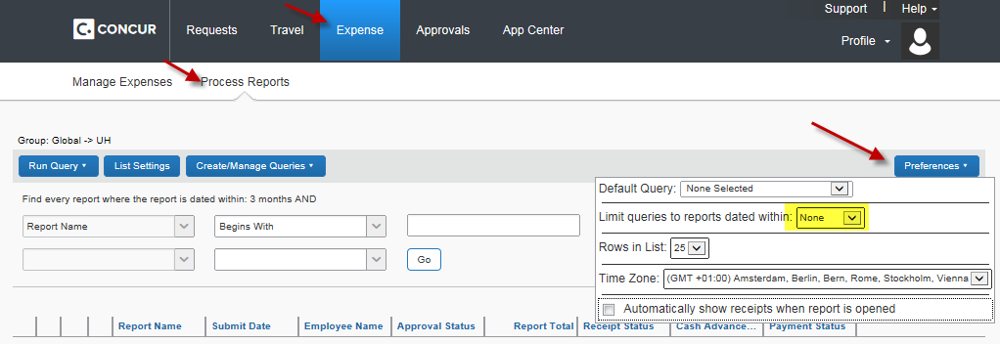 Support | Help
CONCUR Requests Travel Expense Approvals App Center
Profile
Manage Expenses Process Reports
Group: Global -> UH
Run Query List Settings Create/Manage Queries Preferences
Find every report where the report is dated within: 3 months AND
Report Name Begins With
Go
Default Query: None Selected
Limit queries to reports dated within: None
Rows in List: 25
Time Zone: (GMT +01:00) Amsterdam, Berlin, Bern, Rome, Stockholm, Vienna
Automatically show receipts when report is opened
Report Name Submit Date Employee Name Approval Status Report Total Receipt Status Cash Advance... Payment Status